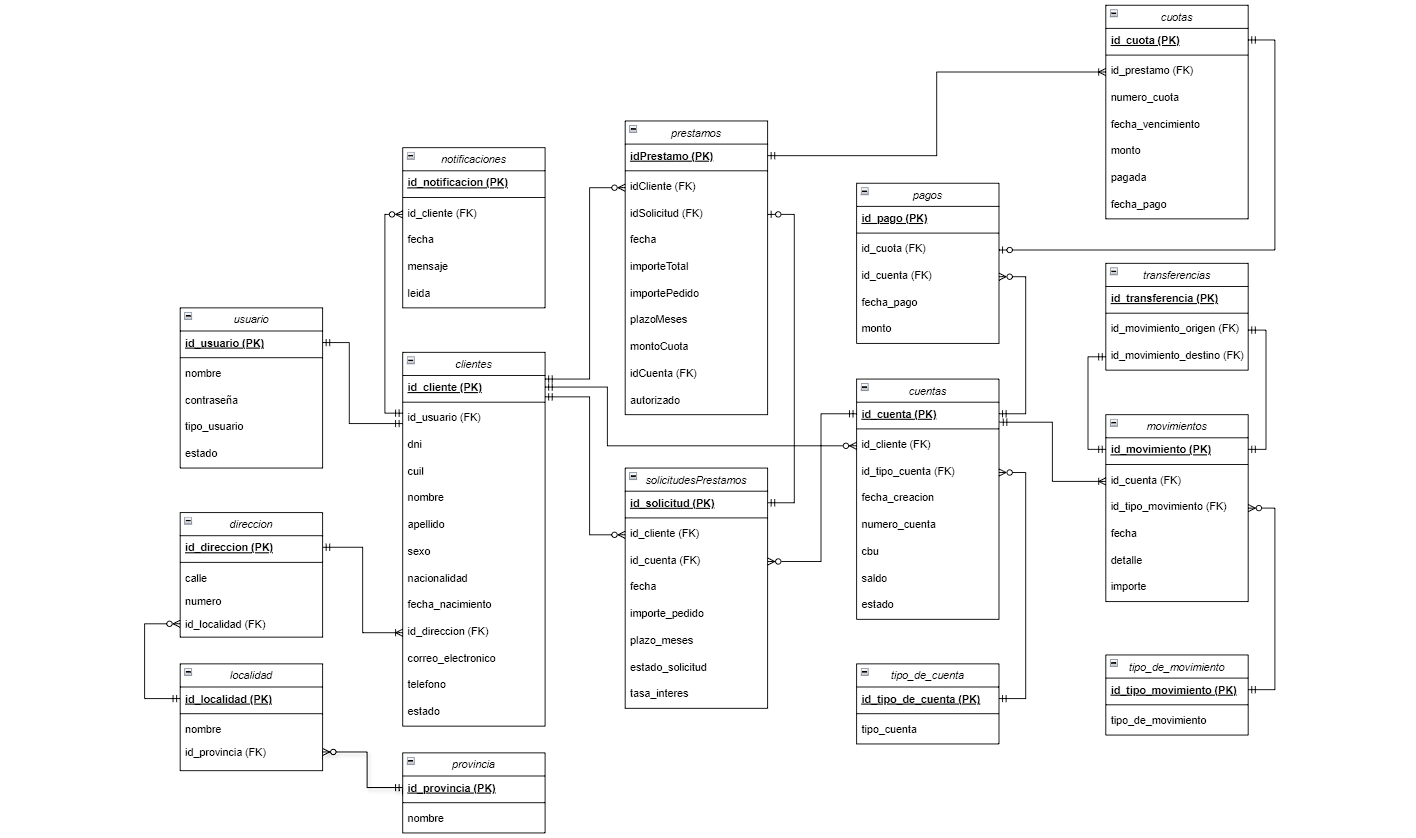 cuotas
id_cuota (PK)
id_prestamo (FK)
numero_cuota
fecha_vencimiento
monto
pagada
fecha_pago
prestamos
idPrestamo (PK)
idCliente (FK)
idSolicitud (FK)
fecha
importeTotal
importePedido
plazoMeses
montoCuota
idCuenta (FK)
autorizado
notificaciones
id_notificacion (PK)
id_cliente (FK)
fecha
mensaje
leida
pagos
id_pago (PK)
id_cuota (FK)
id_cuenta (FK)
fecha_pago
monto
transferencias
id_transferencia (PK)
id_movimiento_origen (FK)
id_movimiento_destino (FK)
usuario
id_usuario (PK)
nombre
contraseña
tipo_usuario
estado
clientes
id_cliente (PK)
id_usuario (FK)
dni
cuil
nombre
apellido
sexo
nacionalidad
fecha_nacimiento
id_direccion (FK)
correo_electronico
telefono
estado
cuentas
id_cuenta (PK)
id_cliente (FK)
id_tipo_cuenta (FK)
fecha_creacion
numero_cuenta
cbu
saldo
estado
movimientos
id_movimiento (PK)
id_cuenta (FK)
id_tipo_movimiento (FK)
fecha
detalle
importe
solicitudesPrestamos
id_solicitud (PK)
id_cliente (FK)
id_cuenta (FK)
fecha
importe_pedido
plazo_meses
estado_solicitud
tasa_interes
direccion
id_direccion (PK)
calle
numero
id_localidad (FK)
localidad
id_localidad (PK)
nombre
id_provincia (FK)
tipo_de_cuenta
id_tipo_de_cuenta (PK)
tipo_cuenta
tipo_de_movimiento
id_tipo_movimiento (PK)
tipo_de_movimiento
provincia
id_provincia (PK)
nombre